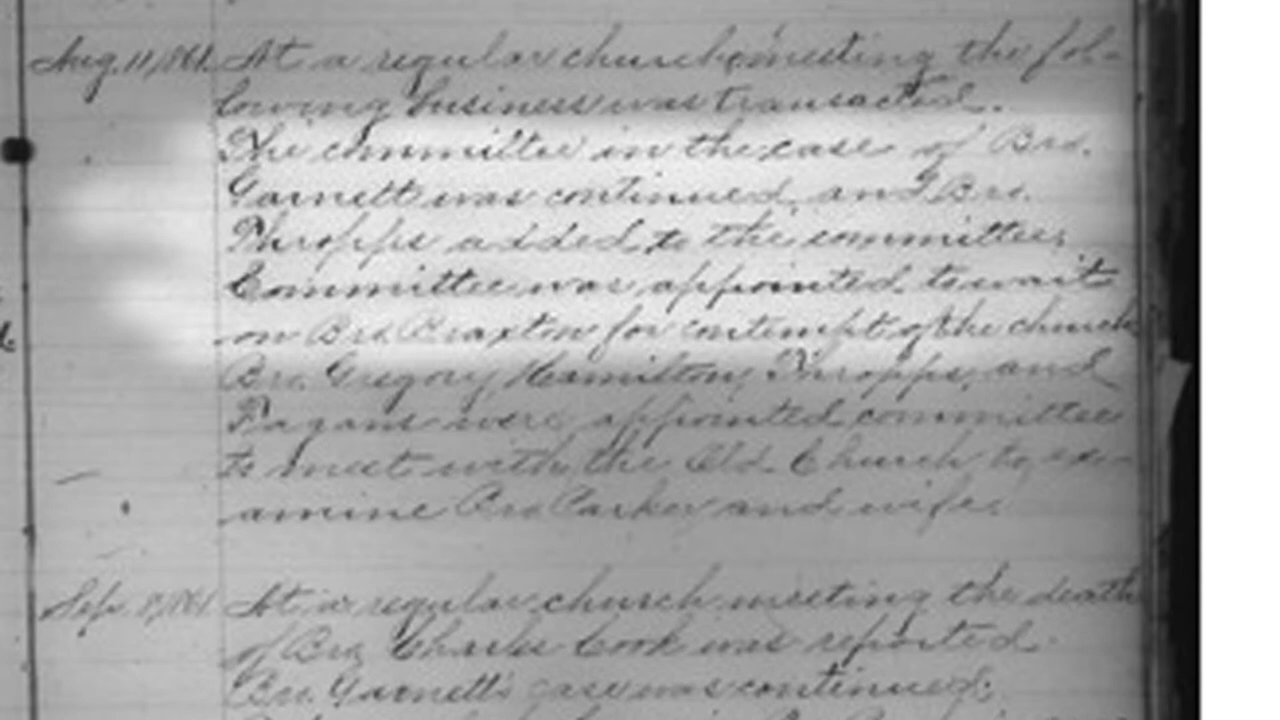 Aug. 11, 1861. At a regular church meeting the fol-
lowing business was transacted.
The committee in the case of Bro.
Garnett was continued, and Bro.
Thropps added to the committee.
Committee was appointed to wait
on Bro. Braxton for contempt of the church
Bro. Gregory, Hamilton, Thropps, and
Pagans were appointed committee
to meet with the Old Church to ex-
amine Bro Parker and wife.
Sep. 8, 1861 At a regular church meeting the death
of Bro. Charles Cook was reported.
Bro. Garnett's case was continued.